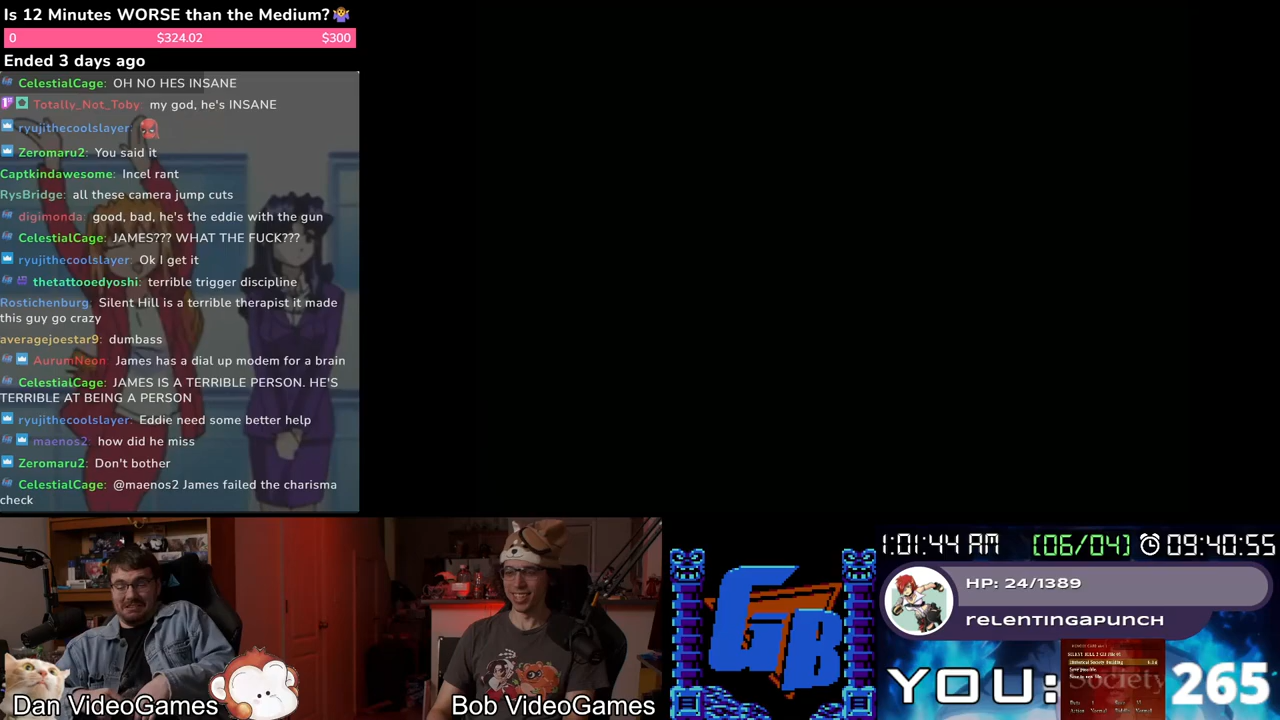 Is 12 Minutes WORSE than the Medium?🤷
0 $324.02 $300
Ended 3 days ago
CelestialCage: OH NO HES INSANE
Totally_Not_Toby: my god, he's INSANE
ryujithecoolslayer:
Zeromaru2: You said it
Captkindawesome: Incel rant
RysBridge: all these camera jump cuts
digimonda: good, bad, he's the eddie with the gun
CelestialCage: JAMES??? WHAT THE FUCK???
ryujithecoolslayer: Ok I get it
thetattooedyoshi: terrible trigger discipline
Rostichenburg: Silent Hill is a terrible therapist it made
this guy go crazy
averagejoestar9: dumbass
AurumNeon: James has a dial up modem for a brain
CelestialCage: JAMES IS A TERRIBLE PERSON. HE'S
TERRIBLE AT BEING A PERSON
ryujithecoolslayer: Eddie need some better help
maenos2: how did he miss
Zeromaru2: Don't bother
CelestialCage: @maenos2 James failed the charisma
check
Dan VideoGames
Bob VideoGames
GB
1:01:44 AM [06/04] 09:40:55
HP: 24/1389
RELENTINGAPUNCH
YOU:
Society
265